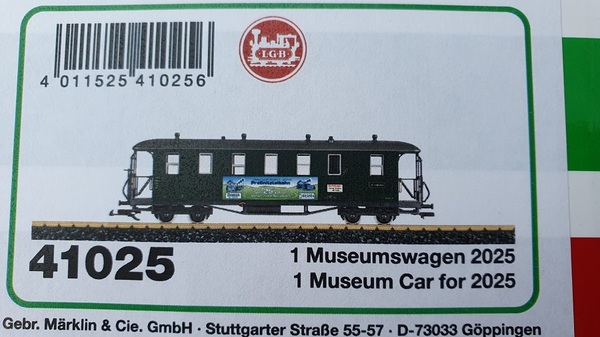 4 011525 410256
LGB
41025
1 Museumswagen 2025
1 Museum Car for 2025
Gebr. Märklin & Cie. GmbH · Stuttgarter Straße 55-57 · D-73033 Göppingen